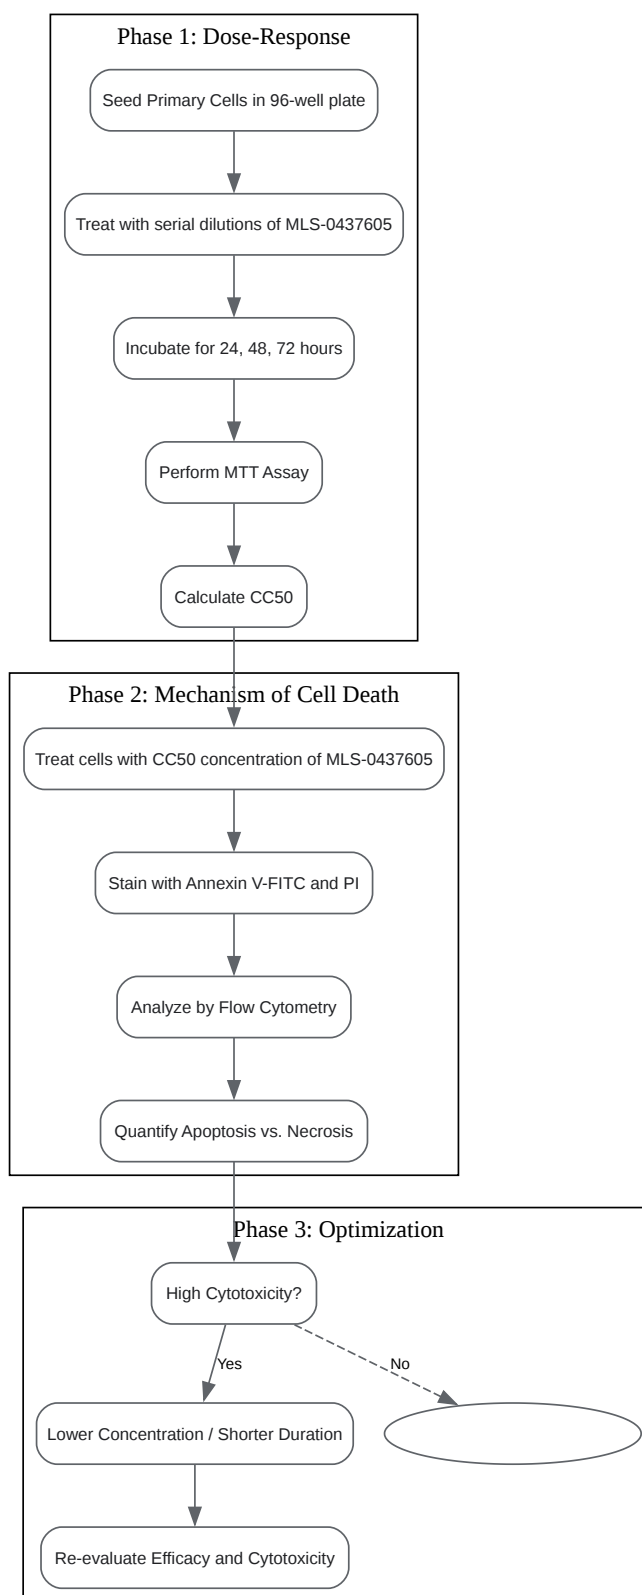 Phase 1: Dose-Response
Seed Primary Cells in 96-well plate
Treat with serial dilutions of MLS-0437605
Incubate for 24, 48, 72 hours
Perform MTT Assay
Calculate CC50
Phase 2: Mechanism of Cell Death
Treat cells with CC50 concentration of MLS-0437605
Stain with Annexin V-FITC and PI
Analyze by Flow Cytometry
Quantify Apoptosis vs. Necrosis
Phase 3: Optimization
High Cytotoxicity?
Yes
No
Lower Concentration / Shorter Duration
Re-evaluate Efficacy and Cytotoxicity